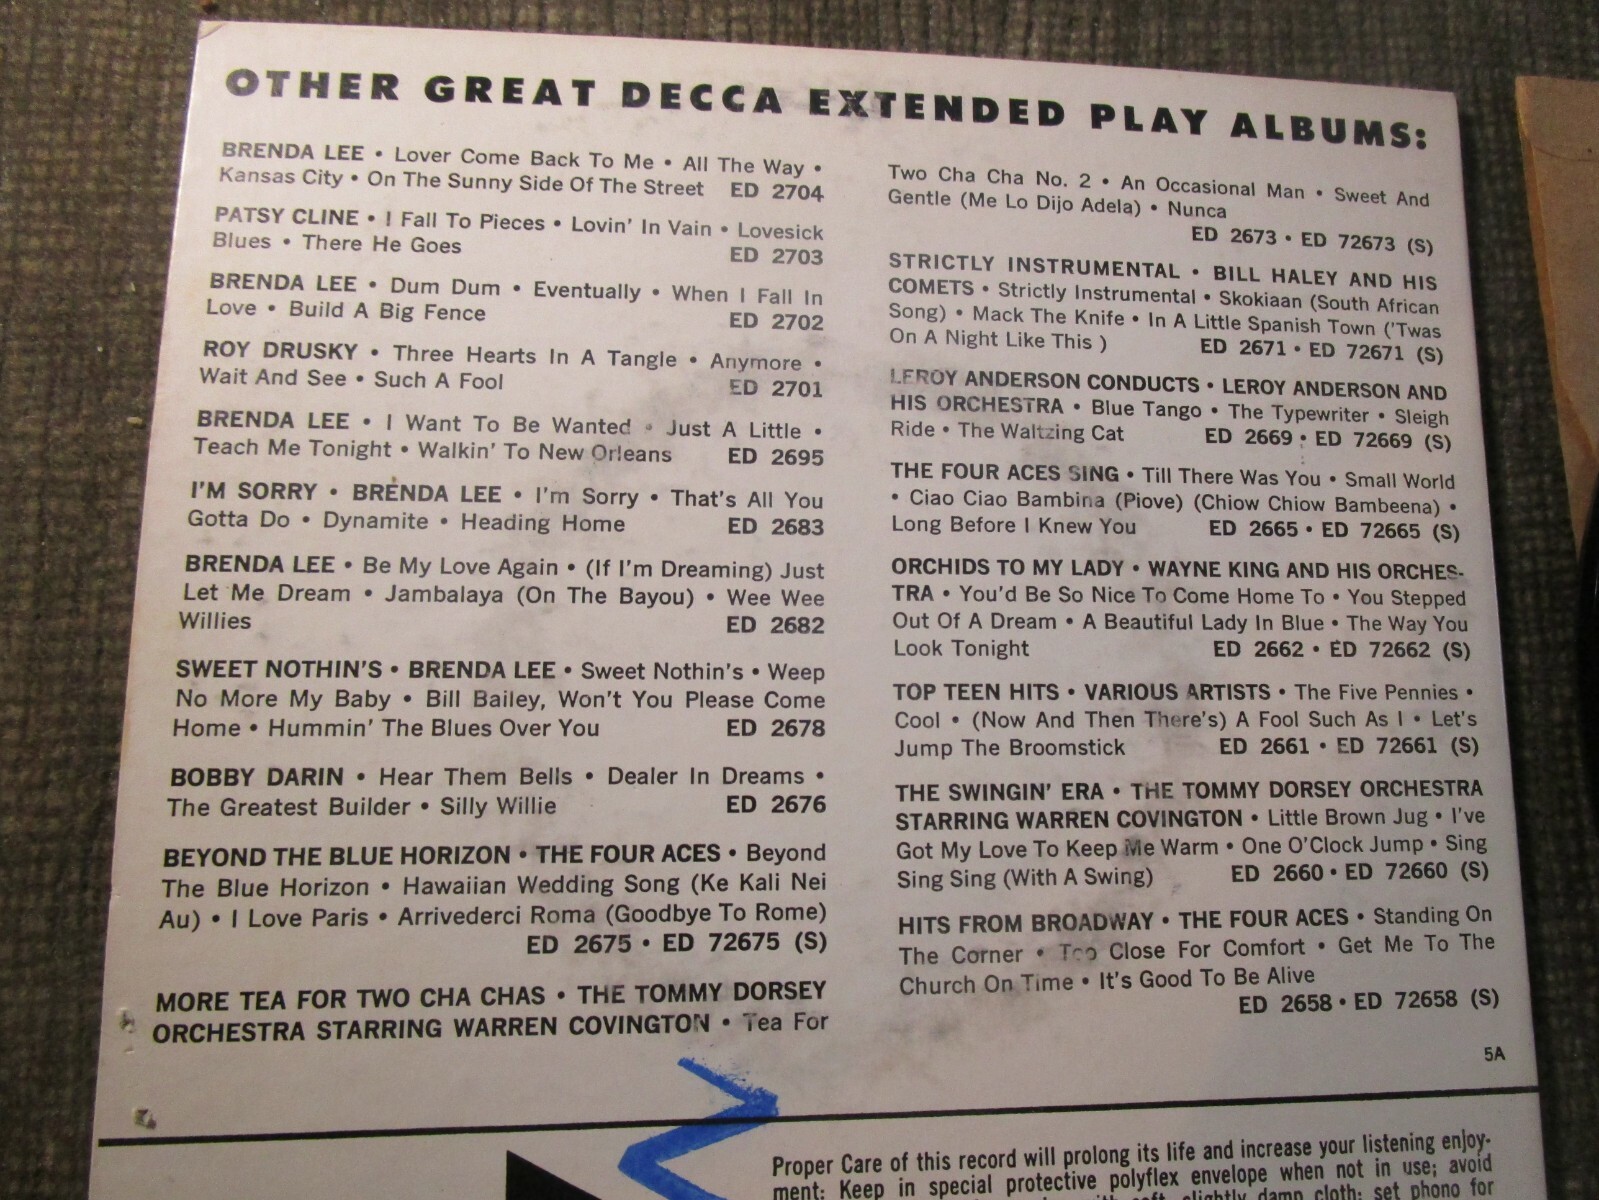 OTHER GREAT DECCA EXTENDED PLAY ALBUMS:
BRENDA LEE • Lover Come Back To Me • All The Way •
Kansas City • On The Sunny Side Of The Street ED 2704
PATSY CLINE • I Fall To Pieces • Lovin' In Vain • Lovesick
Blues • There He Goes ED 2703
BRENDA LEE • Dum Dum • Eventually • When I Fall In
Love • Build A Big Fence ED 2702
ROY DRUSKY • Three Hearts In A Tangle • Anymore •
Wait And See • Such A Fool ED 2701
BRENDA LEE • I Want To Be Wanted • Just A Little •
Teach Me Tonight • Walkin' To New Orleans ED 2695
I'M SORRY • BRENDA LEE • I'm Sorry • That's All You
Gotta Do • Dynamite • Heading Home ED 2683
BRENDA LEE • Be My Love Again • (If I'm Dreaming) Just
Let Me Dream • Jambalaya (On The Bayou) • Wee Wee
Willies ED 2682
SWEET NOTHIN'S • BRENDA LEE • Sweet Nothin's • Weep
No More My Baby • Bill Bailey, Won't You Please Come
Home • Hummin' The Blues Over You ED 2678
BOBBY DARIN • Hear Them Bells • Dealer In Dreams •
The Greatest Builder • Silly Willie ED 2676
BEYOND THE BLUE HORIZON • THE FOUR ACES • Beyond
The Blue Horizon • Hawaiian Wedding Song (Ke Kali Nei
Au) • I Love Paris • Arrivederci Roma (Goodbye To Rome)
ED 2675 • ED 72675 (S)
MORE TEA FOR TWO CHA CHAS • THE TOMMY DORSEY
ORCHESTRA STARRING WARREN COVINGTON • Tea For
Two Cha Cha No. 2 • An Occasional Man • Sweet And
Gentle (Me Lo Dijo Adela) • Nunca
ED 2673 • ED 72673 (S)
STRICTLY INSTRUMENTAL • BILL HALEY AND HIS
COMETS • Strictly Instrumental • Skokiaan (South African
Song) • Mack The Knife • In A Little Spanish Town ('Twas
On A Night Like This ) ED 2671 • ED 72671 (S)
LEROY ANDERSON CONDUCTS • LEROY ANDERSON AND
HIS ORCHESTRA • Blue Tango • The Typewriter • Sleigh
Ride • The Waltzing Cat ED 2669 • ED 72669 (S)
THE FOUR ACES SING • Till There Was You • Small World
• Ciao Ciao Bambina (Piove) (Chiow Chiow Bambeena) •
Long Before I Knew You ED 2665 • ED 72665 (S)
ORCHIDS TO MY LADY • WAYNE KING AND HIS ORCHES-
TRA • You'd Be So Nice To Come Home To • You Stepped
Out Of A Dream • A Beautiful Lady In Blue • The Way You
Look Tonight ED 2662 • ED 72662 (S)
TOP TEEN HITS • VARIOUS ARTISTS • The Five Pennies •
Cool • (Now And Then There's) A Fool Such As I • Let's
Jump The Broomstick ED 2661 • ED 72661 (S)
THE SWINGIN' ERA • THE TOMMY DORSEY ORCHESTRA
STARRING WARREN COVINGTON • Little Brown Jug • I've
Got My Love To Keep Me Warm • One O'Clock Jump • Sing
Sing Sing (With A Swing) ED 2660 • ED 72660 (S)
HITS FROM BROADWAY • THE FOUR ACES • Standing On
The Corner • Too Close For Comfort • Get Me To The
Church On Time • It's Good To Be Alive
ED 2658 • ED 72658 (S)
5A
Proper Care of this record will prolong its life and increase your listening enjoy-
ment: Keep in special protective polyflex envelope when not in use; avoid
soft, slightly damp cloth; set phono for